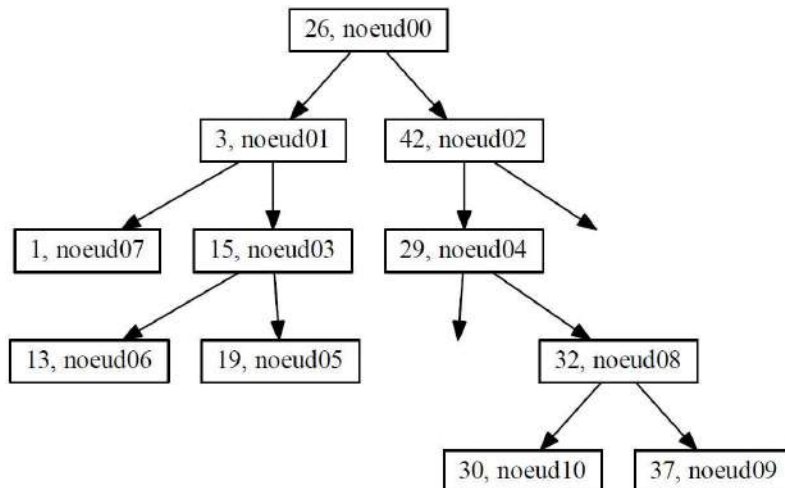 26, noeud00
3, noeud01
42, noeud02
1, noeud07
15, noeud03
29, noeud04
13, noeud06
19, noeud05
32, noeud08
30, noeud10
37, noeud09